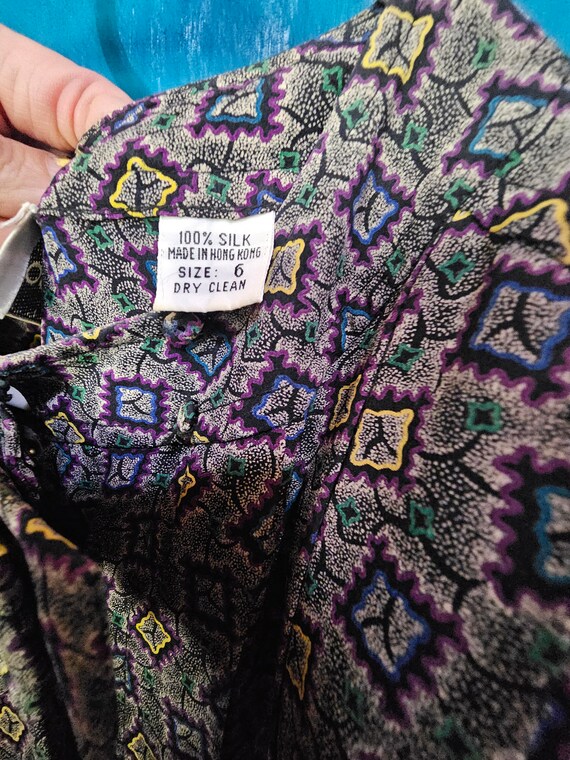 100% SILK
MADE IN HONG KONG
SIZE: 6
DRY CLEAN